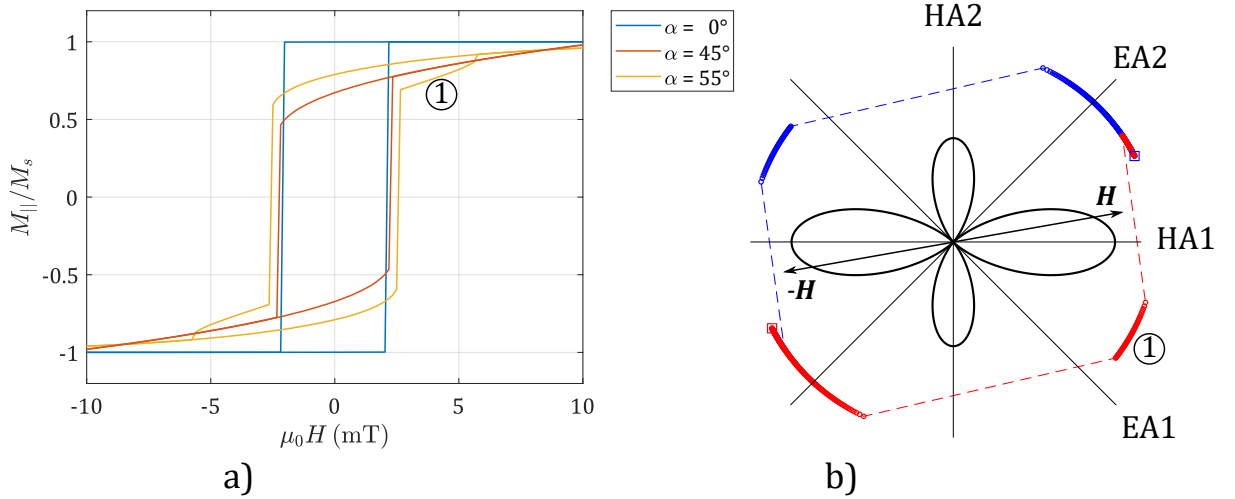 1
0.5
0
-0.5
-1
-10
-5
0
5
10
M||/Ms
μ0H (mT)
①
a)
α = 0°
α = 45°
α = 55°
HA2
EA2
H
HA1
-H
①
EA1
b)